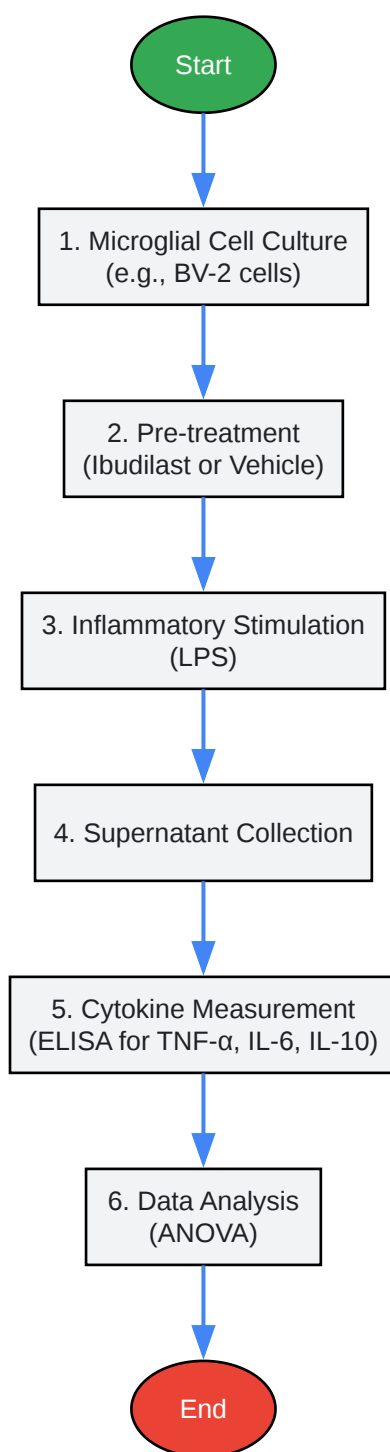 Start
1. Microglial Cell Culture
(e.g., BV-2 cells)
2. Pre-treatment
(Ibudilast or Vehicle)
3. Inflammatory Stimulation
(LPS)
4. Supernatant Collection
5. Cytokine Measurement
(ELISA for TNF-α, IL-6, IL-10)
6. Data Analysis
(ANOVA)
End